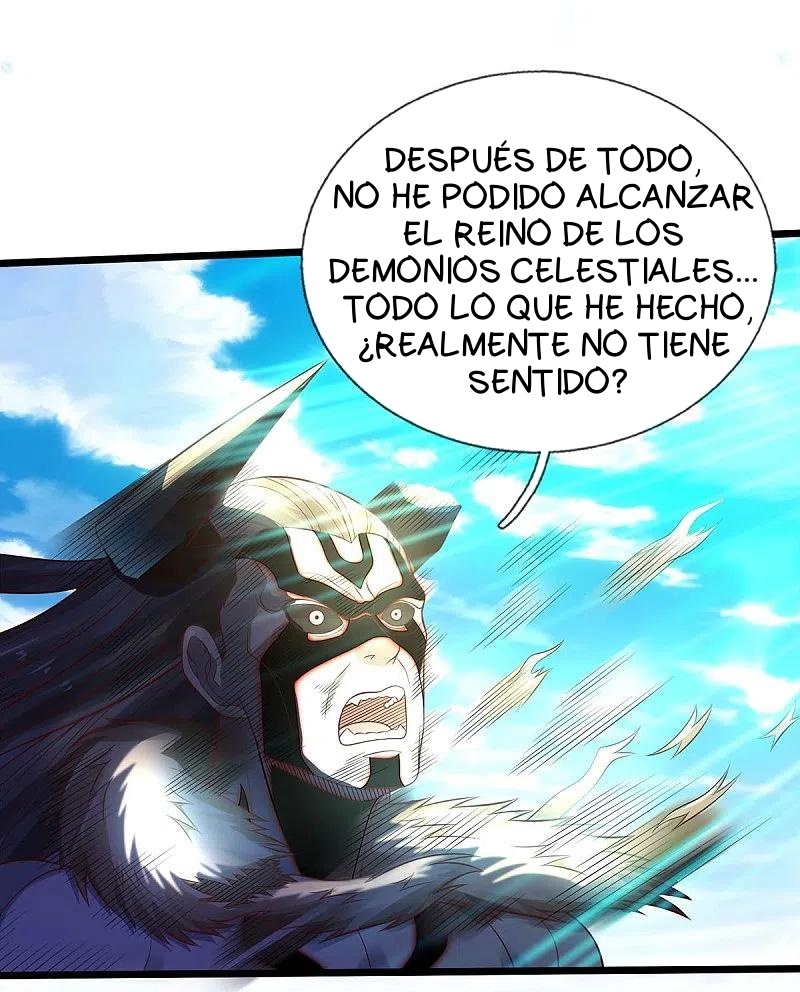 DESPUÉS DE TODO,
NO HE PODIDO ALCANZAR
EL REINO DE LOS
DEMONIOS CELESTIALES...
TODO LO QUE HE HECHO,
¿REALMENTE NO TIENE
SENTIDO?